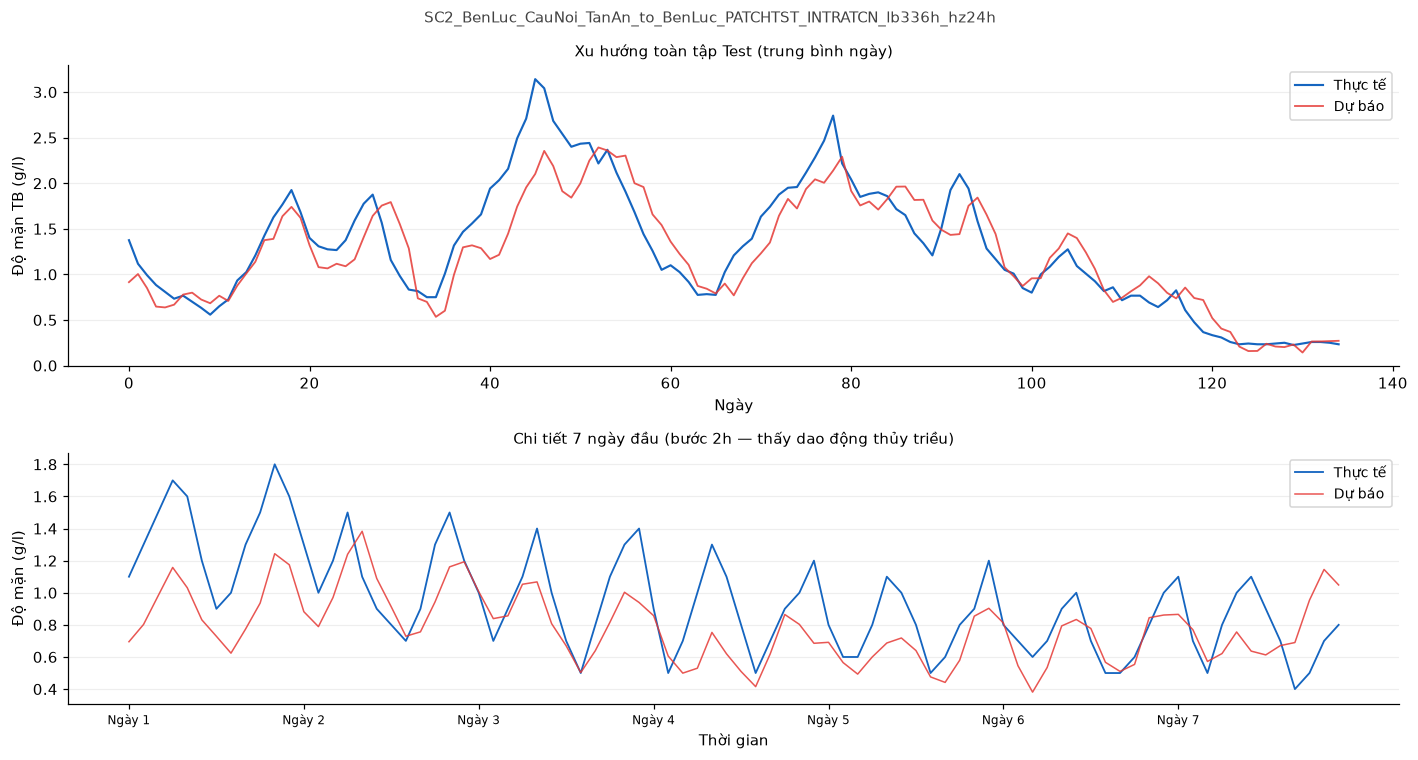 SC2_BenLuc_CauNoi_TanAn_to_BenLuc_PATCHTST_INTRATCN_lb336h_hz24h
Xu hướng toàn tập Test (trung bình ngày)
Thực tế
Dự báo
Độ mặn TB (g/l)
3.0
2.5
2.0
1.5
1.0
0.5
0.0
0 20 40 60 80 100 120 140
Ngày
Chi tiết 7 ngày đầu (bước 2h — thấy dao động thủy triều)
Thực tế
Dự báo
Độ mặn (g/l)
1.8
1.6
1.4
1.2
1.0
0.8
0.6
0.4
Ngày 1 Ngày 2 Ngày 3 Ngày 4 Ngày 5 Ngày 6 Ngày 7
Thời gian